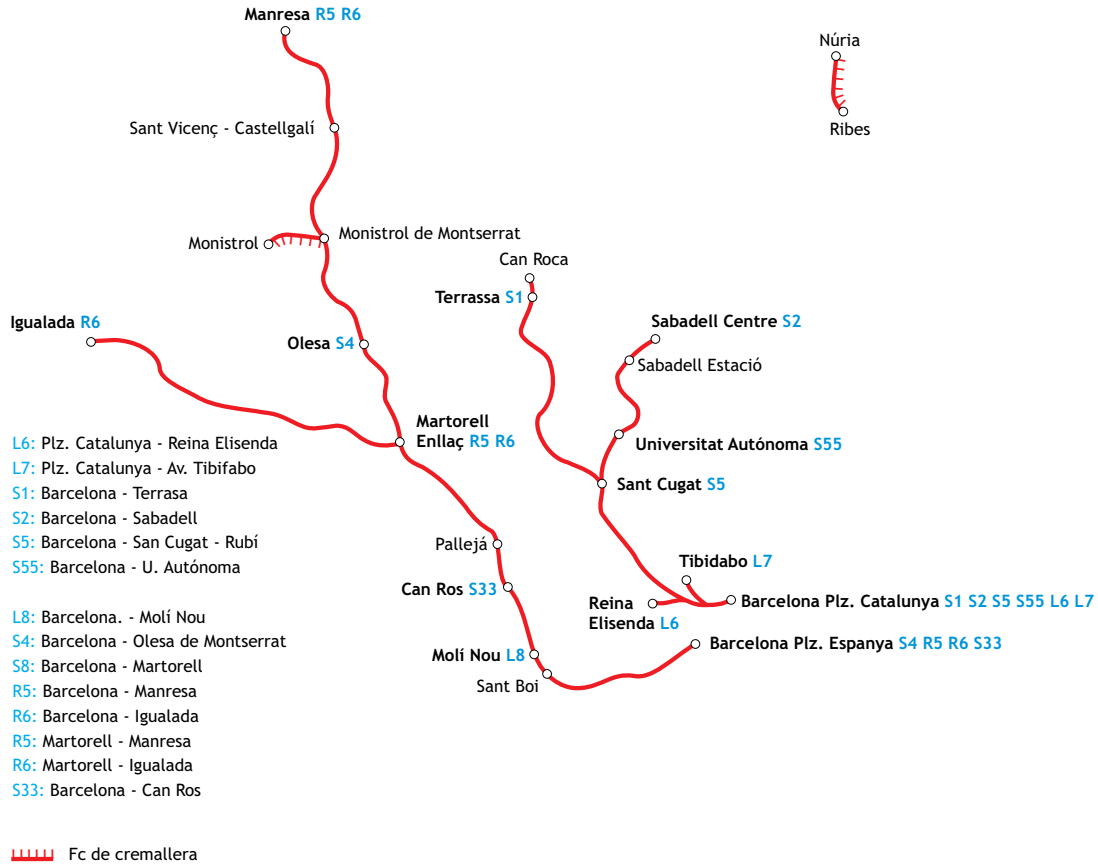 Manresa R5 R6
Núria
Ribes
Sant Vicenç - Castellgalí
Monistrol
Monistrol de Montserrat
Can Roca
Terrassa S1
Igualada R6
Olesa S4
Sabadell Centre S2
Sabadell Estació
Martorell
Enllaç R5 R6
Universitat Autónoma S55
Sant Cugat S5
Pallejá
Can Ros S33
Tibidabo L7
Reina
Elisenda L6
Barcelona Plz. Catalunya S1 S2 S5 S55 L6 L7
Molí Nou L8
Sant Boi
Barcelona Plz. Espanya S4 R5 R6 S33
L6: Plz. Catalunya - Reina Elisenda
L7: Plz. Catalunya - Av. Tibifabo
S1: Barcelona - Terrasa
S2: Barcelona - Sabadell
S5: Barcelona - San Cugat - Rubí
S55: Barcelona - U. Autónoma
L8: Barcelona. - Molí Nou
S4: Barcelona - Olesa de Montserrat
S8: Barcelona - Martorell
R5: Barcelona - Manresa
R6: Barcelona - Igualada
R5: Martorell - Manresa
R6: Martorell - Igualada
S33: Barcelona - Can Ros
Fc de cremallera